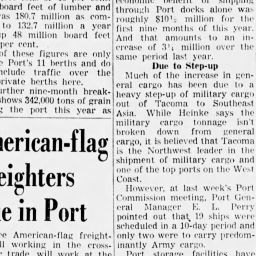 board feet of lumber and
was 180.7 million as com-
to 132.7 million a year
up 48 million board feet
per cent.
of these figures are only
Port's 11 berths and do
include traffic over the
private berths here.
further nine-month break-
shows 342,000 tons of grain
the port this year as
merican-flag
eighters
e in Port
ee American-flag freight-
ll working in the cross-
trade, will work at the
economic benefit of shipping
through Port docks alone was
roughly $10½ million for the
first nine months of this year.
And that amounts to an in-
crease of 3½ million over the
same period last year.
Due to Step-up
Much of the increase in gen-
eral cargo has been due to a
heavy step-up of military cargo
out of Tacoma to Southeast
Asia. While Heinke says the
military cargo tonnage isn't
broken down from general
cargo, it is believed that Tacoma
is the Northwest leader in the
shipment of military cargo and
one of the top ports on the West
Coast.
However, at last week's Port
Commission meeting, Port Gen-
eral Manager E. L. Perry
pointed out that 19 ships were
scheduled in a 10-day period and
only two were to carry predom-
inantly Army cargo.
Port storage facilities have